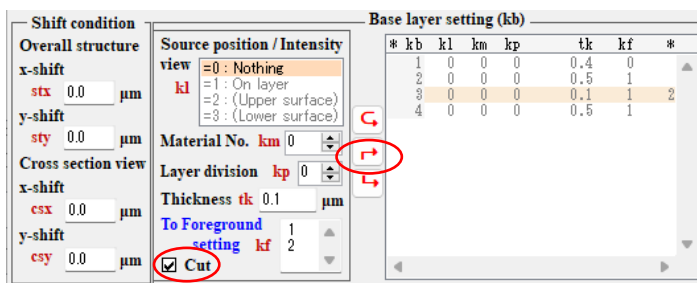 Shift condition
Overall structure
x-shift
stx 0.0 μm
y-shift
sty 0.0 μm
Cross section view
x-shift
csx 0.0 μm
y-shift
csy 0.0 μm
Base layer setting (kb)
Source position / Intensity
view
kl
=0 : Nothing
=1 : On layer
=2 : (Upper surface)
=3 : (Lower surface)
Material No. km 0
Layer division kp 0
Thickness tk 0.1 μm
To Foreground
setting kf
1
2
Cut
* kb kl km kp tk kf *
1 0 0 0 0.4 0
2 0 0 0 0.5 1
3 0 0 0 0.1 1 2
4 0 0 0 0.5 1